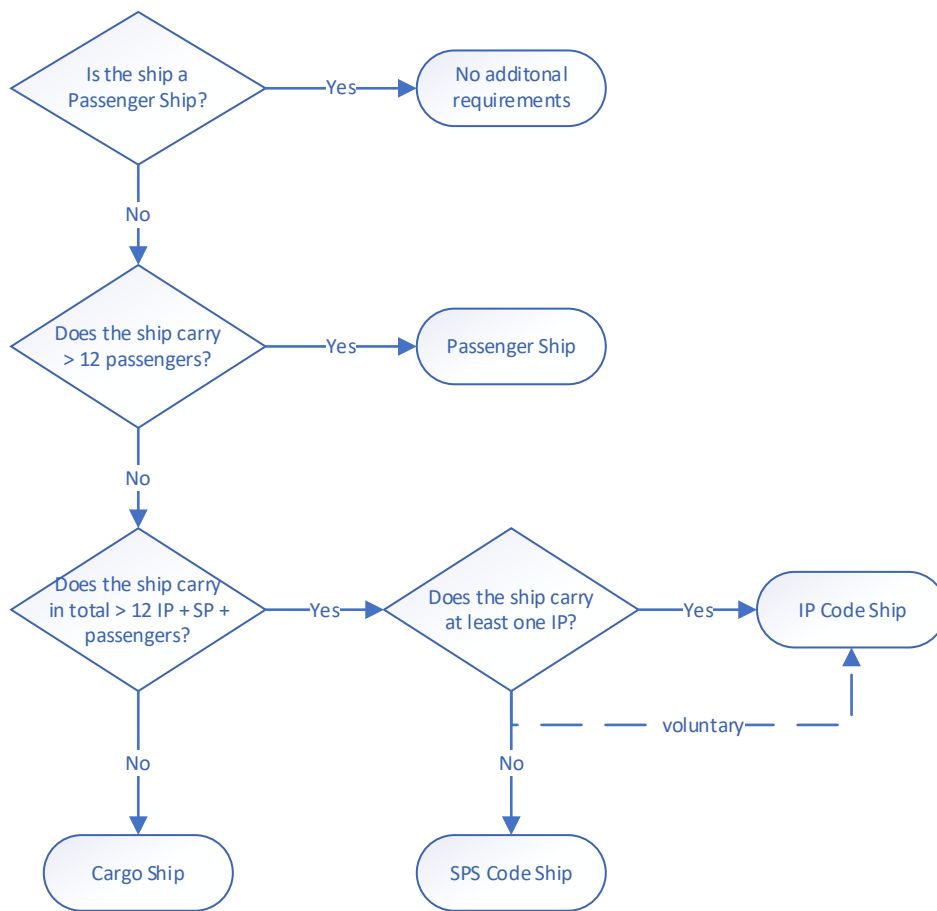 Is the ship a
Passenger Ship?
Yes
No additonal
requirements
No
Does the ship carry
> 12 passengers?
Yes
Passenger Ship
No
Does the ship carry
in total > 12 IP + SP +
passengers?
Yes
Does the ship carry
at least one IP?
Yes
IP Code Ship
voluntary
No
No
Cargo Ship
SPS Code Ship